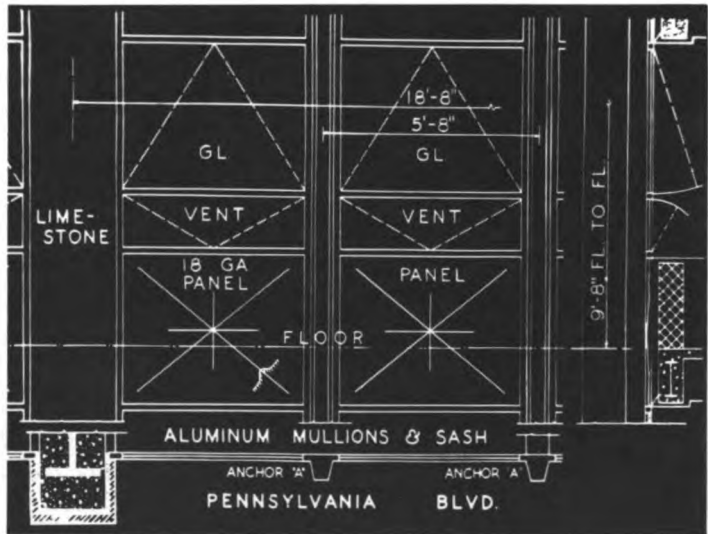 18'-8"
5'-8"
GL
GL
LIME-
STONE
VENT
VENT
18 GA
PANEL
PANEL
9'-8" FL. TO FL.
FLOOR
ALUMINUM MULLIONS & SASH
ANCHOR "A"
ANCHOR "A"
PENNSYLVANIA BLVD.